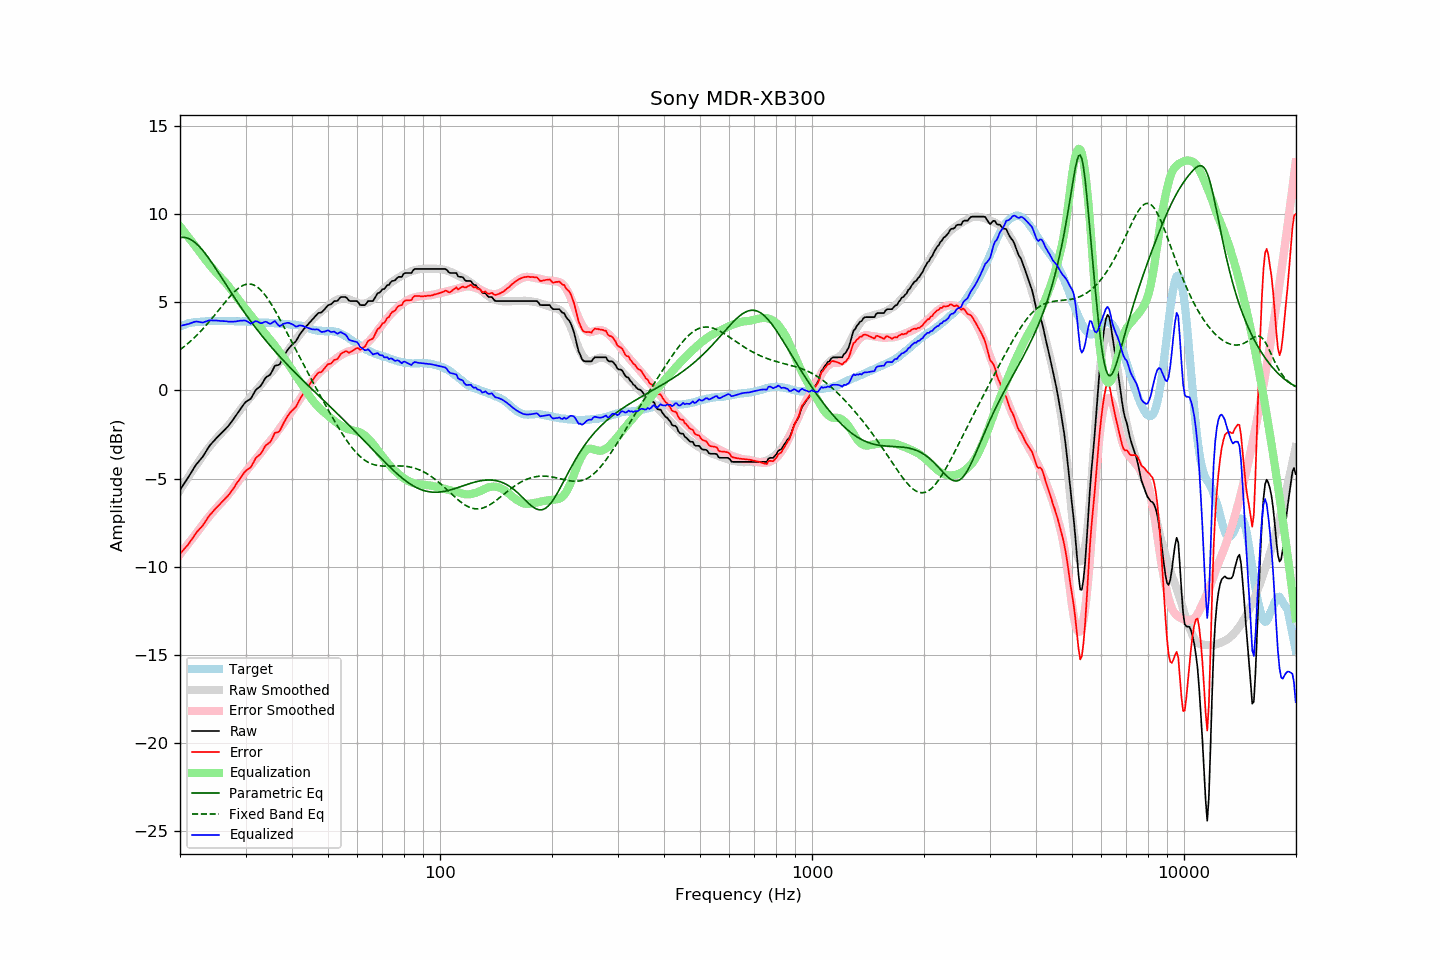 Sony MDR-XB300
15
10
5
0
−5
−10
−15
−20
−25
Amplitude (dBr)
Target
Raw Smoothed
Error Smoothed
Raw
Error
Equalization
Parametric Eq
Fixed Band Eq
Equalized
100 1000 10000
Frequency (Hz)